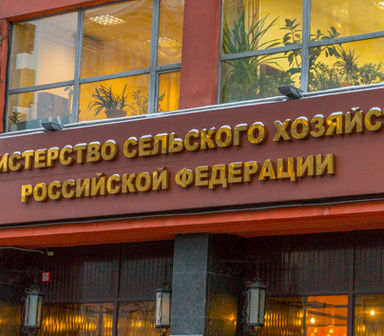 ИСТЕРСТВО СЕЛЬСКОГО ХОЗЯЙС
РОССИЙСКОЙ ФЕДЕРАЦИИ